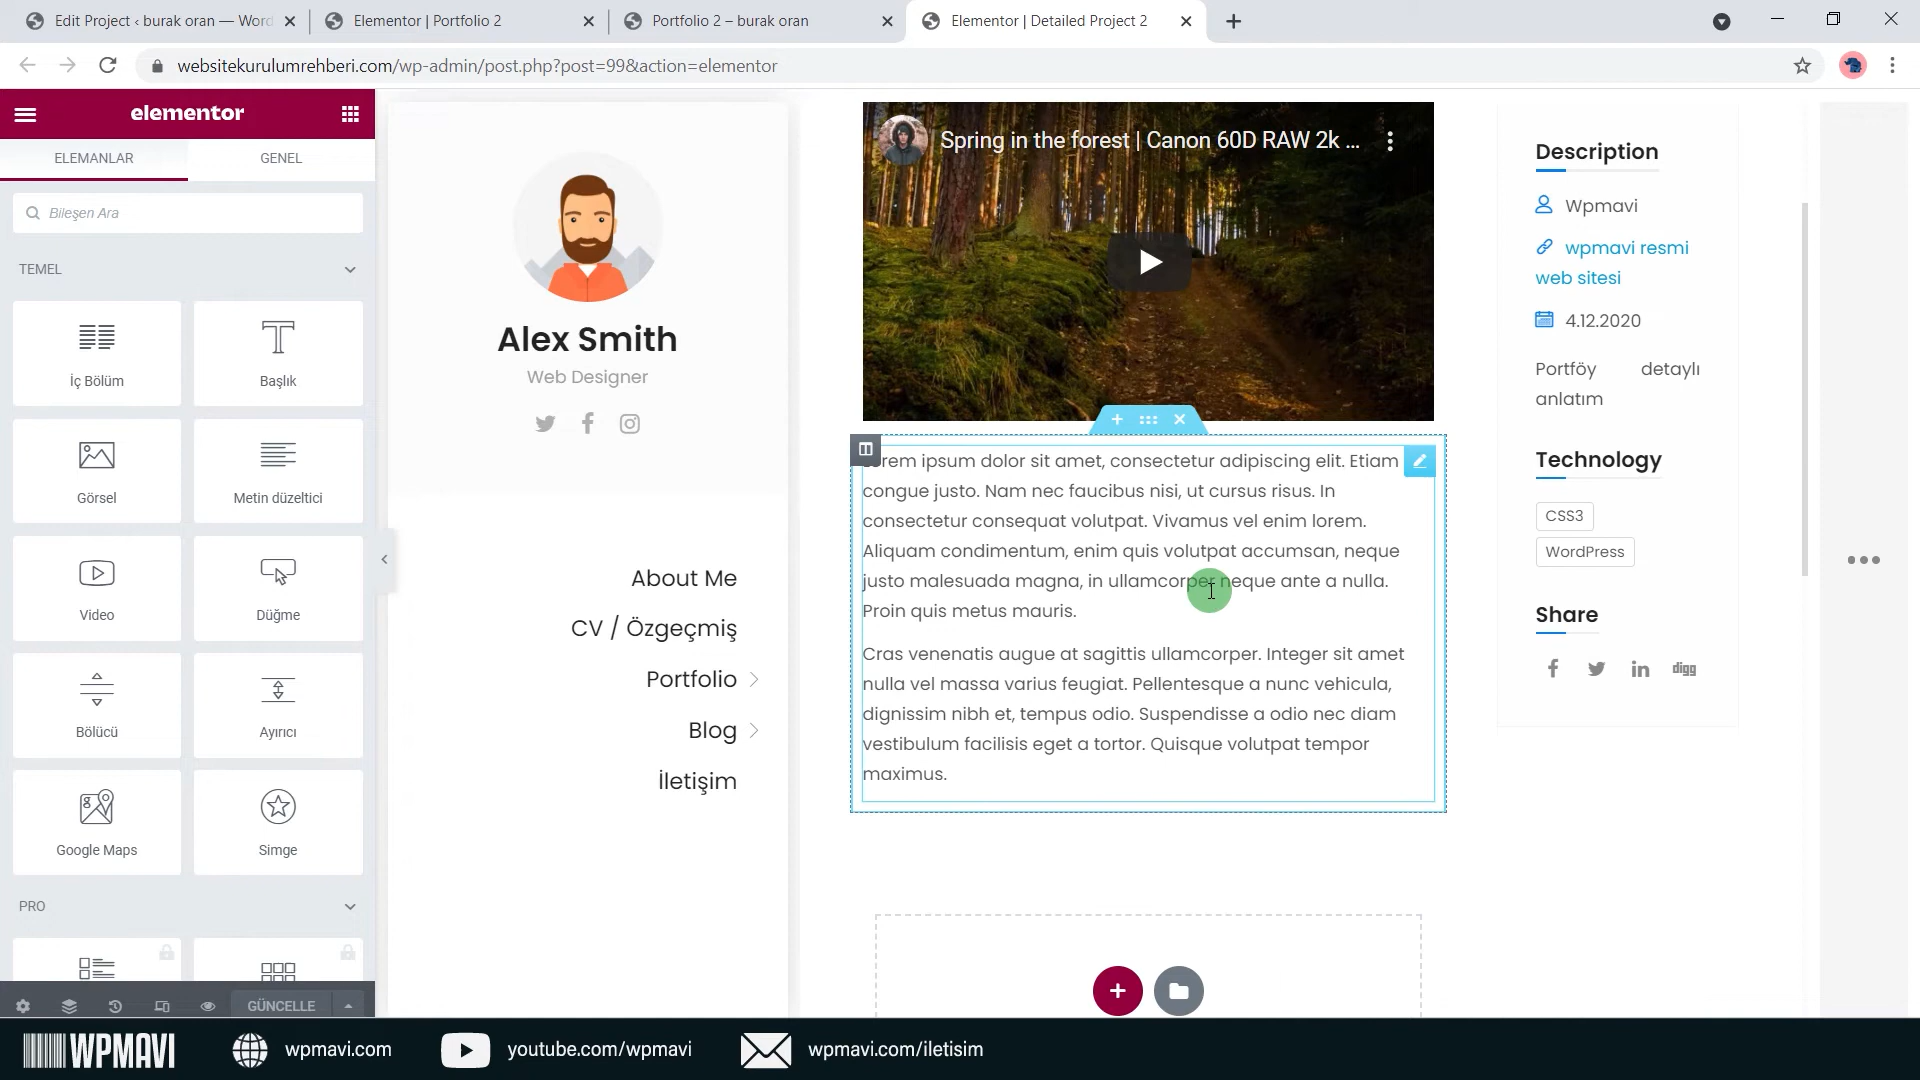 Edit Project ‹ burak oran — Word
Elementor | Portfolio 2
Portfolio 2 – burak oran
Elementor | Detailed Project 2
websitekurulumrehberi.com/wp-admin/post.php?post=99&action=elementor
elementor
ELEMANLAR
GENEL
Bileşen Ara
TEMEL
İç Bölüm
Başlık
Görsel
Metin düzeltici
Video
Düğme
Bölücü
Ayırıcı
Google Maps
Simge
PRO
GÜNCELLE
Alex Smith
Web Designer
About Me
CV / Özgeçmiş
Portfolio
Blog
İletişim
Spring in the forest | Canon 60D RAW 2k ...
Lorem ipsum dolor sit amet, consectetur adipiscing elit. Etiam
congue justo. Nam nec faucibus nisi, ut cursus risus. In
consectetur consequat volutpat. Vivamus vel enim lorem.
Aliquam condimentum, enim quis volutpat accumsan, neque
justo malesuada magna, in ullamcorper neque ante a nulla.
Proin quis metus mauris.
Cras venenatis augue at sagittis ullamcorper. Integer sit amet
nulla vel massa varius feugiat. Pellentesque a nunc vehicula,
dignissim nibh et, tempus odio. Suspendisse a odio nec diam
vestibulum facilisis eget a tortor. Quisque volutpat tempor
maximus.
Description
Wpmavi
wpmavi resmi
web sitesi
4.12.2020
Portföy detaylı
anlatım
Technology
CSS3
WordPress
Share
digg
WPMAVI
wpmavi.com
youtube.com/wpmavi
wpmavi.com/iletisim